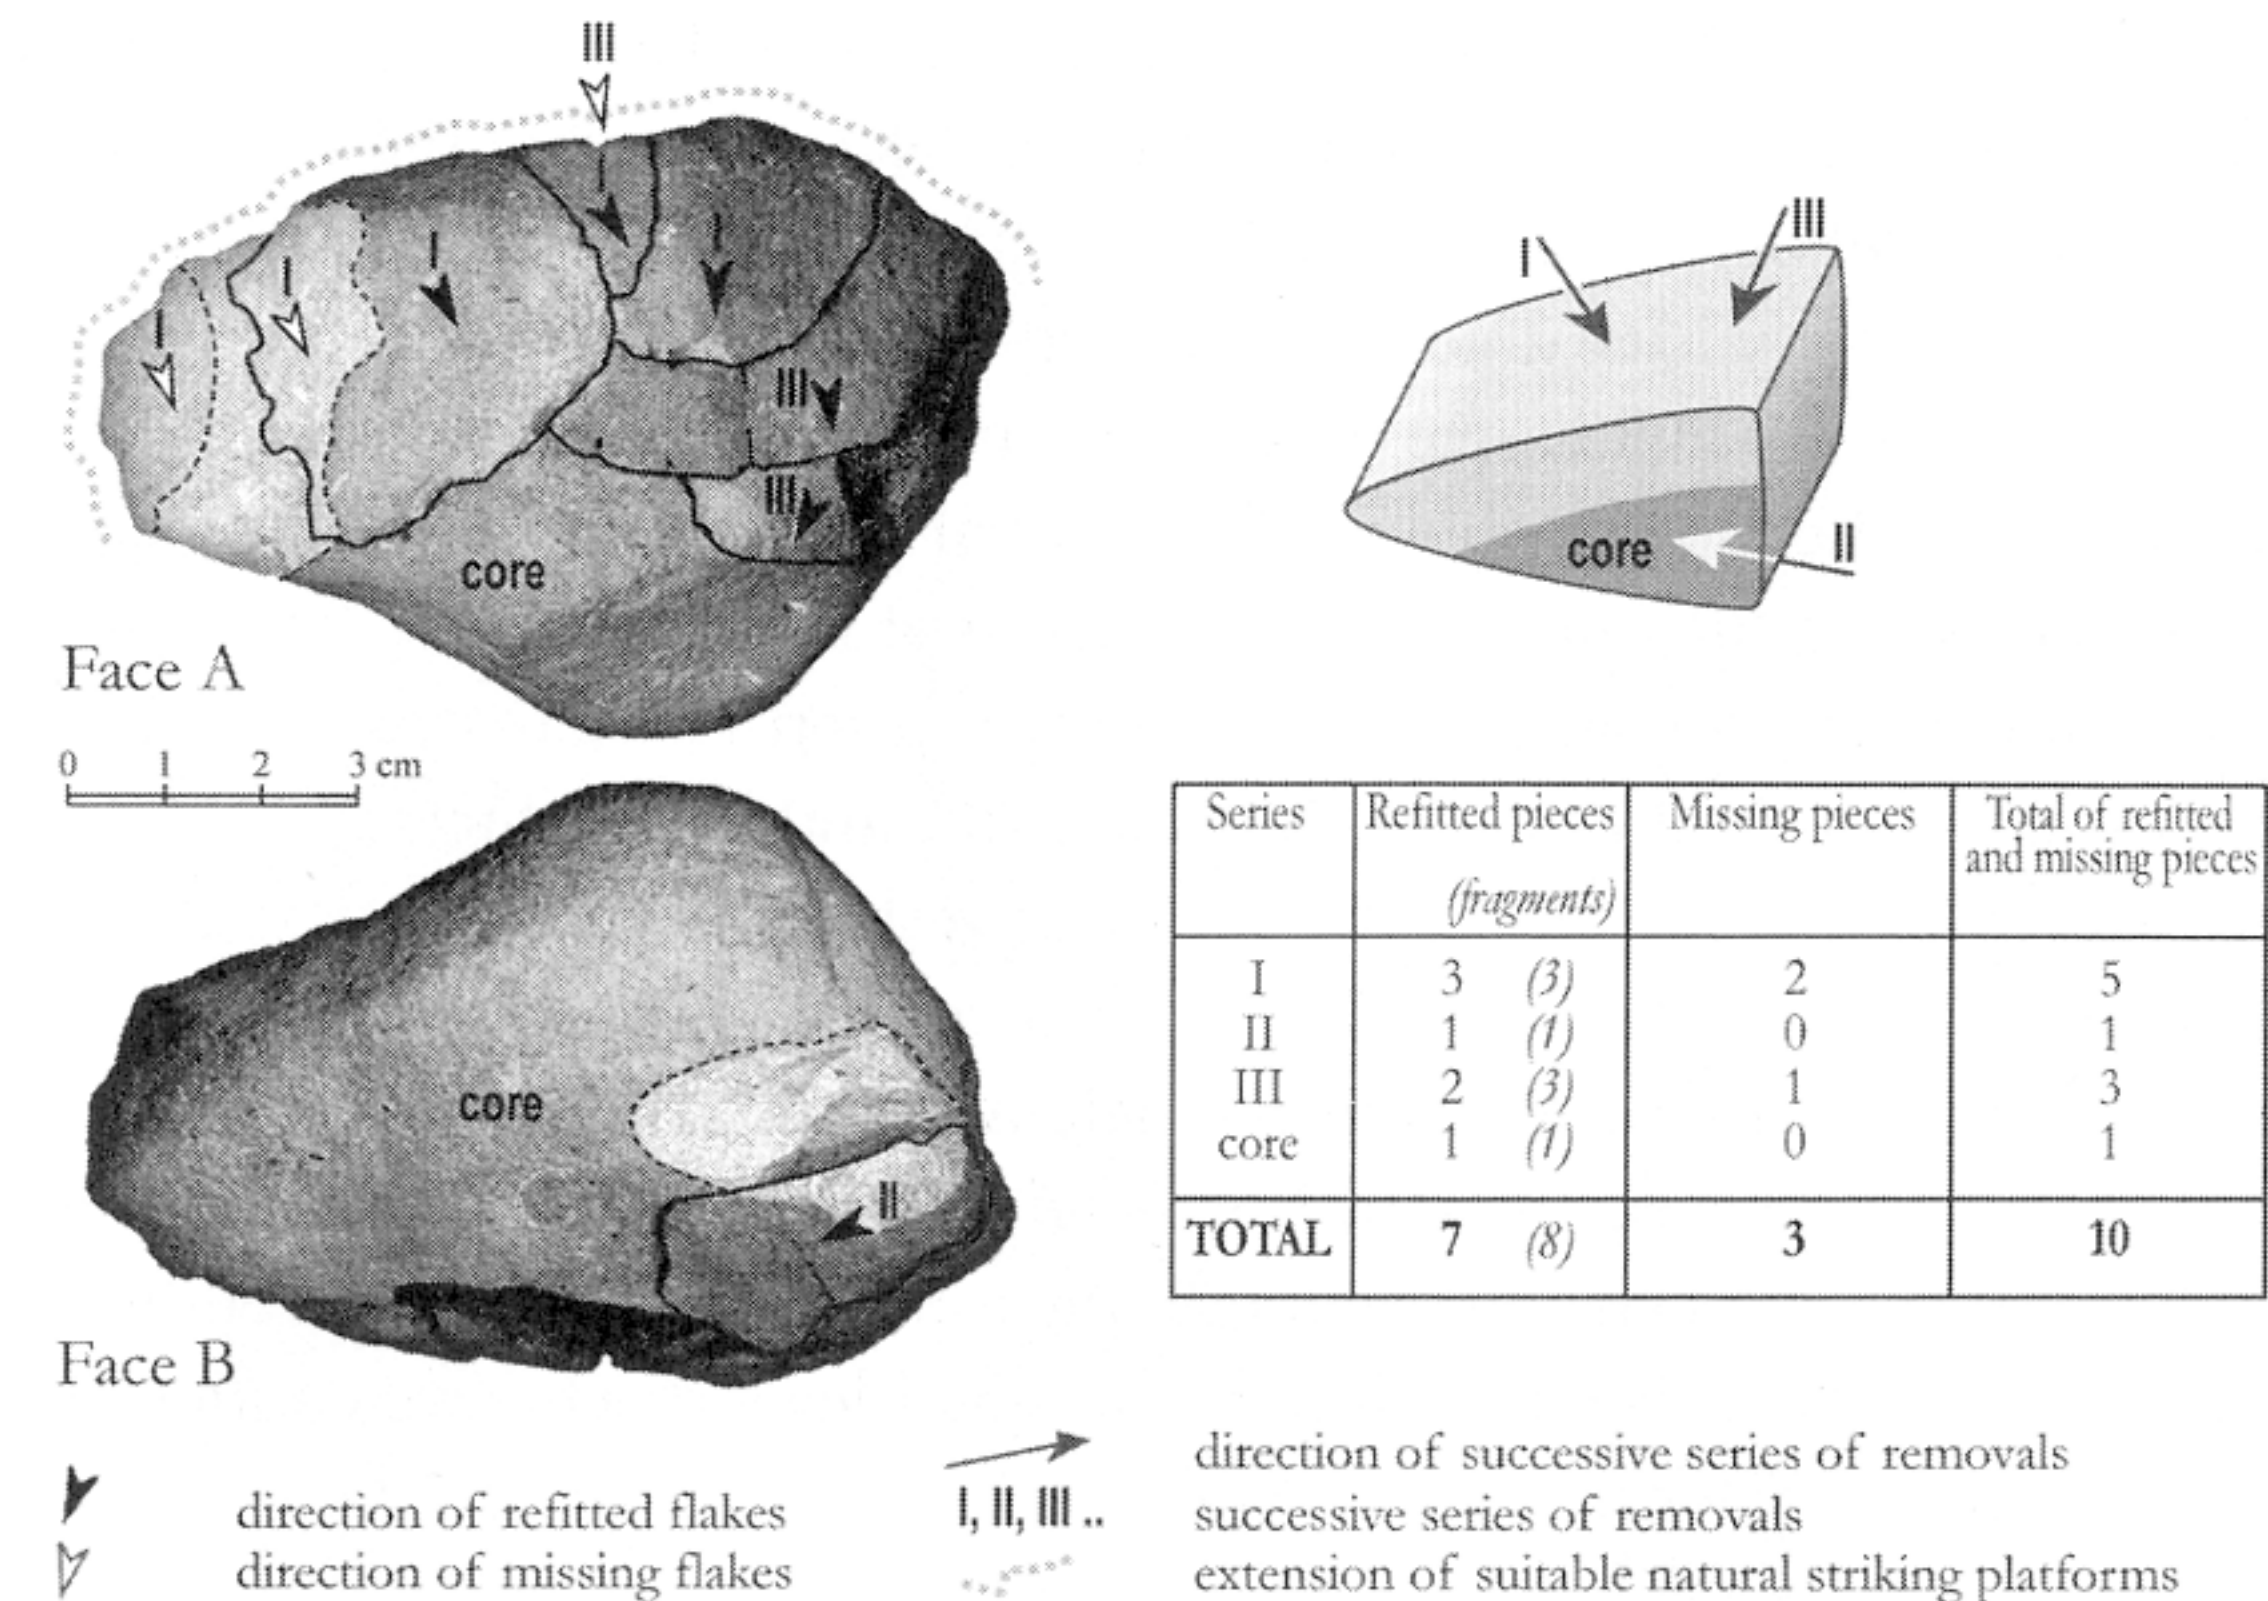 III
I
I
I
I
I
III
III
core
Face A
0 1 2 3 cm
core
II
Face B
I
III
core
II
Series Refitted pieces Missing pieces Total of refitted
and missing pieces
(fragments)
I 3 (3) 2 5
II 1 (1) 0 1
III 2 (3) 1 3
core 1 (1) 0 1
TOTAL 7 (8) 3 10
direction of refitted flakes
direction of missing flakes
direction of successive series of removals
I, II, III .. successive series of removals
extension of suitable natural striking platforms